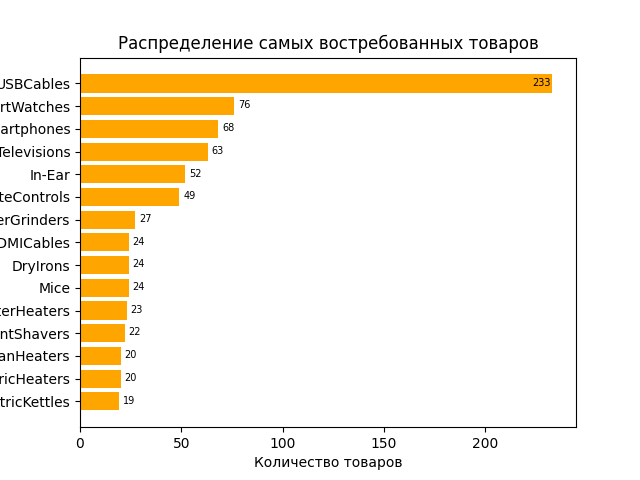 Распределение самых востребованных товаров
USBCables 233
rtWatches 76
artphones 68
Televisions 63
In-Ear 52
teControls 49
erGrinders 27
DMICables 24
DryIrons 24
Mice 24
terHeaters 23
ntShavers 22
anHeaters 20
ricHeaters 20
tricKettles 19
0 50 100 150 200
Количество товаров